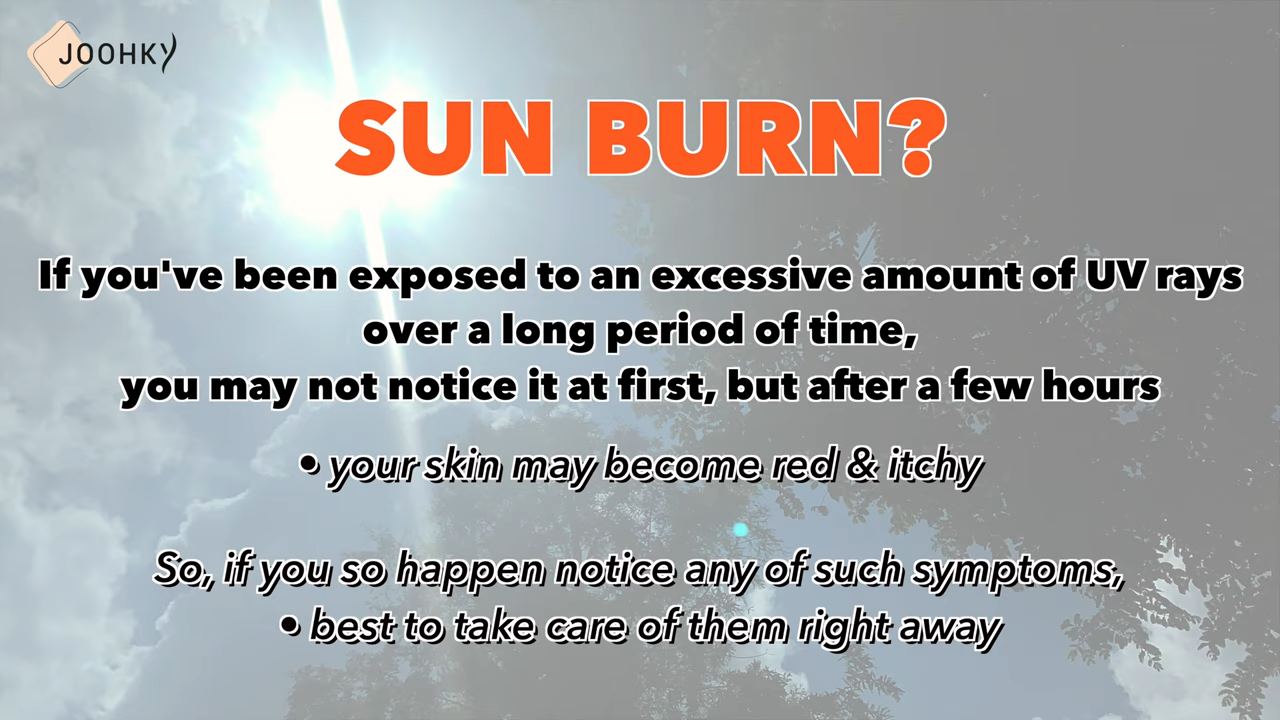 JOOHKY
SUN BURN?
If you've been exposed to an excessive amount of UV rays
over a long period of time,
you may not notice it at first, but after a few hours
• your skin may become red & itchy
So, if you so happen notice any of such symptoms,
• best to take care of them right away